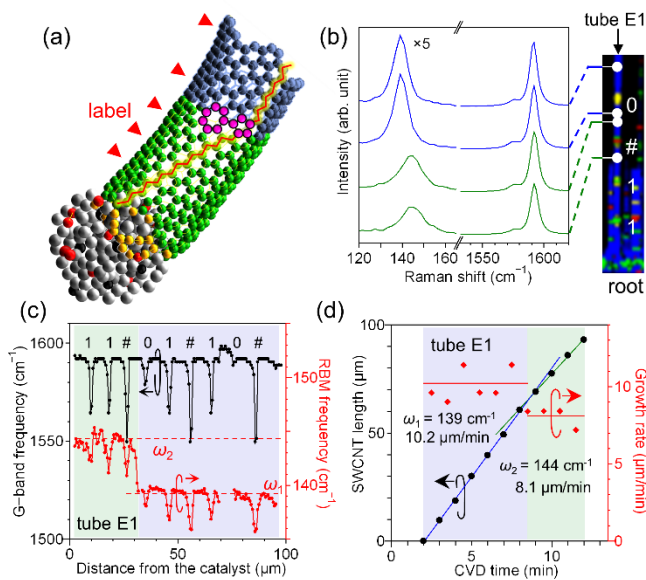 (a)
label
(b)
tube E1
×5
0
#
1
1
root
Intensity (arb. unit)
120 140 160 1550 1600
Raman shift (cm⁻¹)
(c)
1 1 # 0 1 # 1 0 #
G-band frequency (cm⁻¹)
1600
1550
1500
RBM frequency (cm⁻¹)
150
145
140
ω₂
ω₁
tube E1
0 50 100
Distance from the catalyst (µm)
(d)
tube E1
SWCNT length (µm)
100
80
60
40
20
0
Growth rate (µm/min)
10
5
0
ω₁ = 139 cm⁻¹
10.2 µm/min
ω₂ = 144 cm⁻¹
8.1 µm/min
0 5 10
CVD time (min)